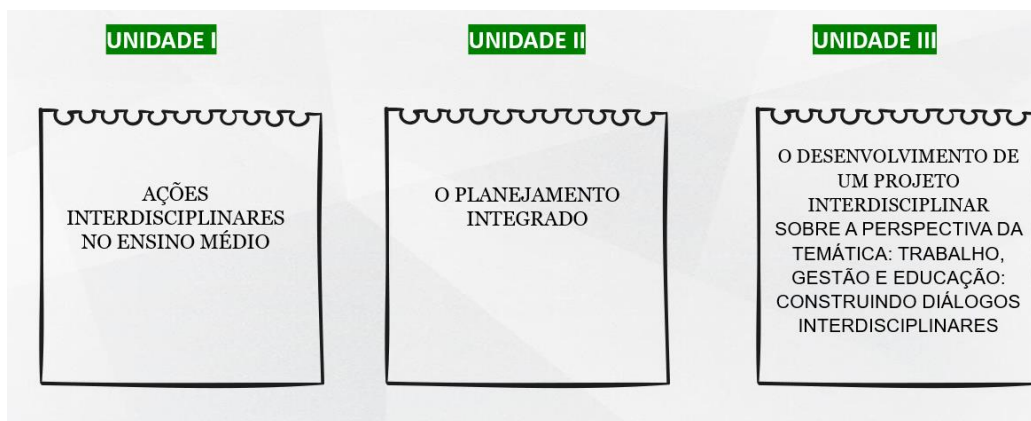 UNIDADE I
AÇÕES
INTERDISCIPLINARES
NO ENSINO MÉDIO
UNIDADE II
O PLANEJAMENTO
INTEGRADO
UNIDADE III
O DESENVOLVIMENTO DE
UM PROJETO
INTERDISCIPLINAR
SOBRE A PERSPECTIVA DA
TEMÁTICA: TRABALHO,
GESTÃO E EDUCAÇÃO:
CONSTRUINDO DIÁLOGOS
INTERDISCIPLINARES